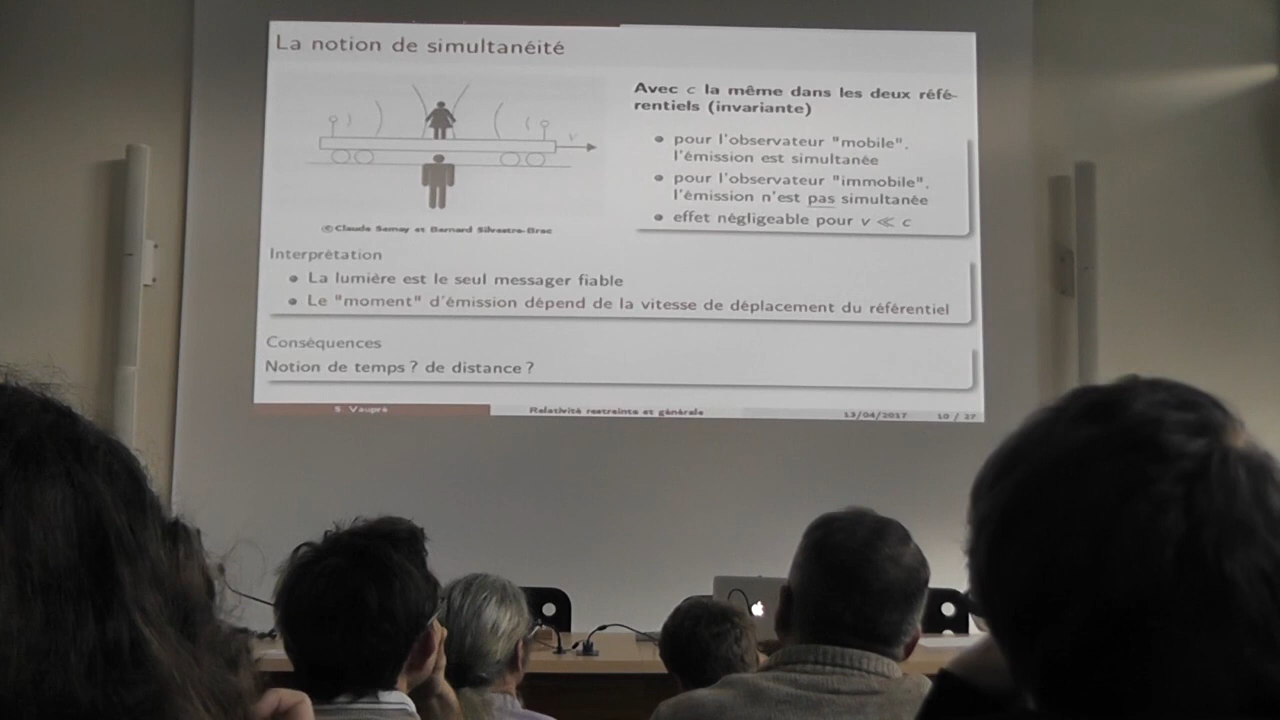 La notion de simultanéité
Avec c la même dans les deux réfé-
rentiels (invariante)
pour l'observateur "mobile",
l'émission est simultanée
pour l'observateur "immobile",
l'émission n'est pas simultanée
effet négligeable pour v ≪ c
v
©Claude Semay et Bernard Silvestre-Brac
Interprétation
La lumière est le seul messager fiable
Le "moment" d'émission dépend de la vitesse de déplacement du référentiel
Conséquences
Notion de temps ? de distance ?
S. Vaupré
Relativité restreinte et générale
13/04/2017
10 / 27